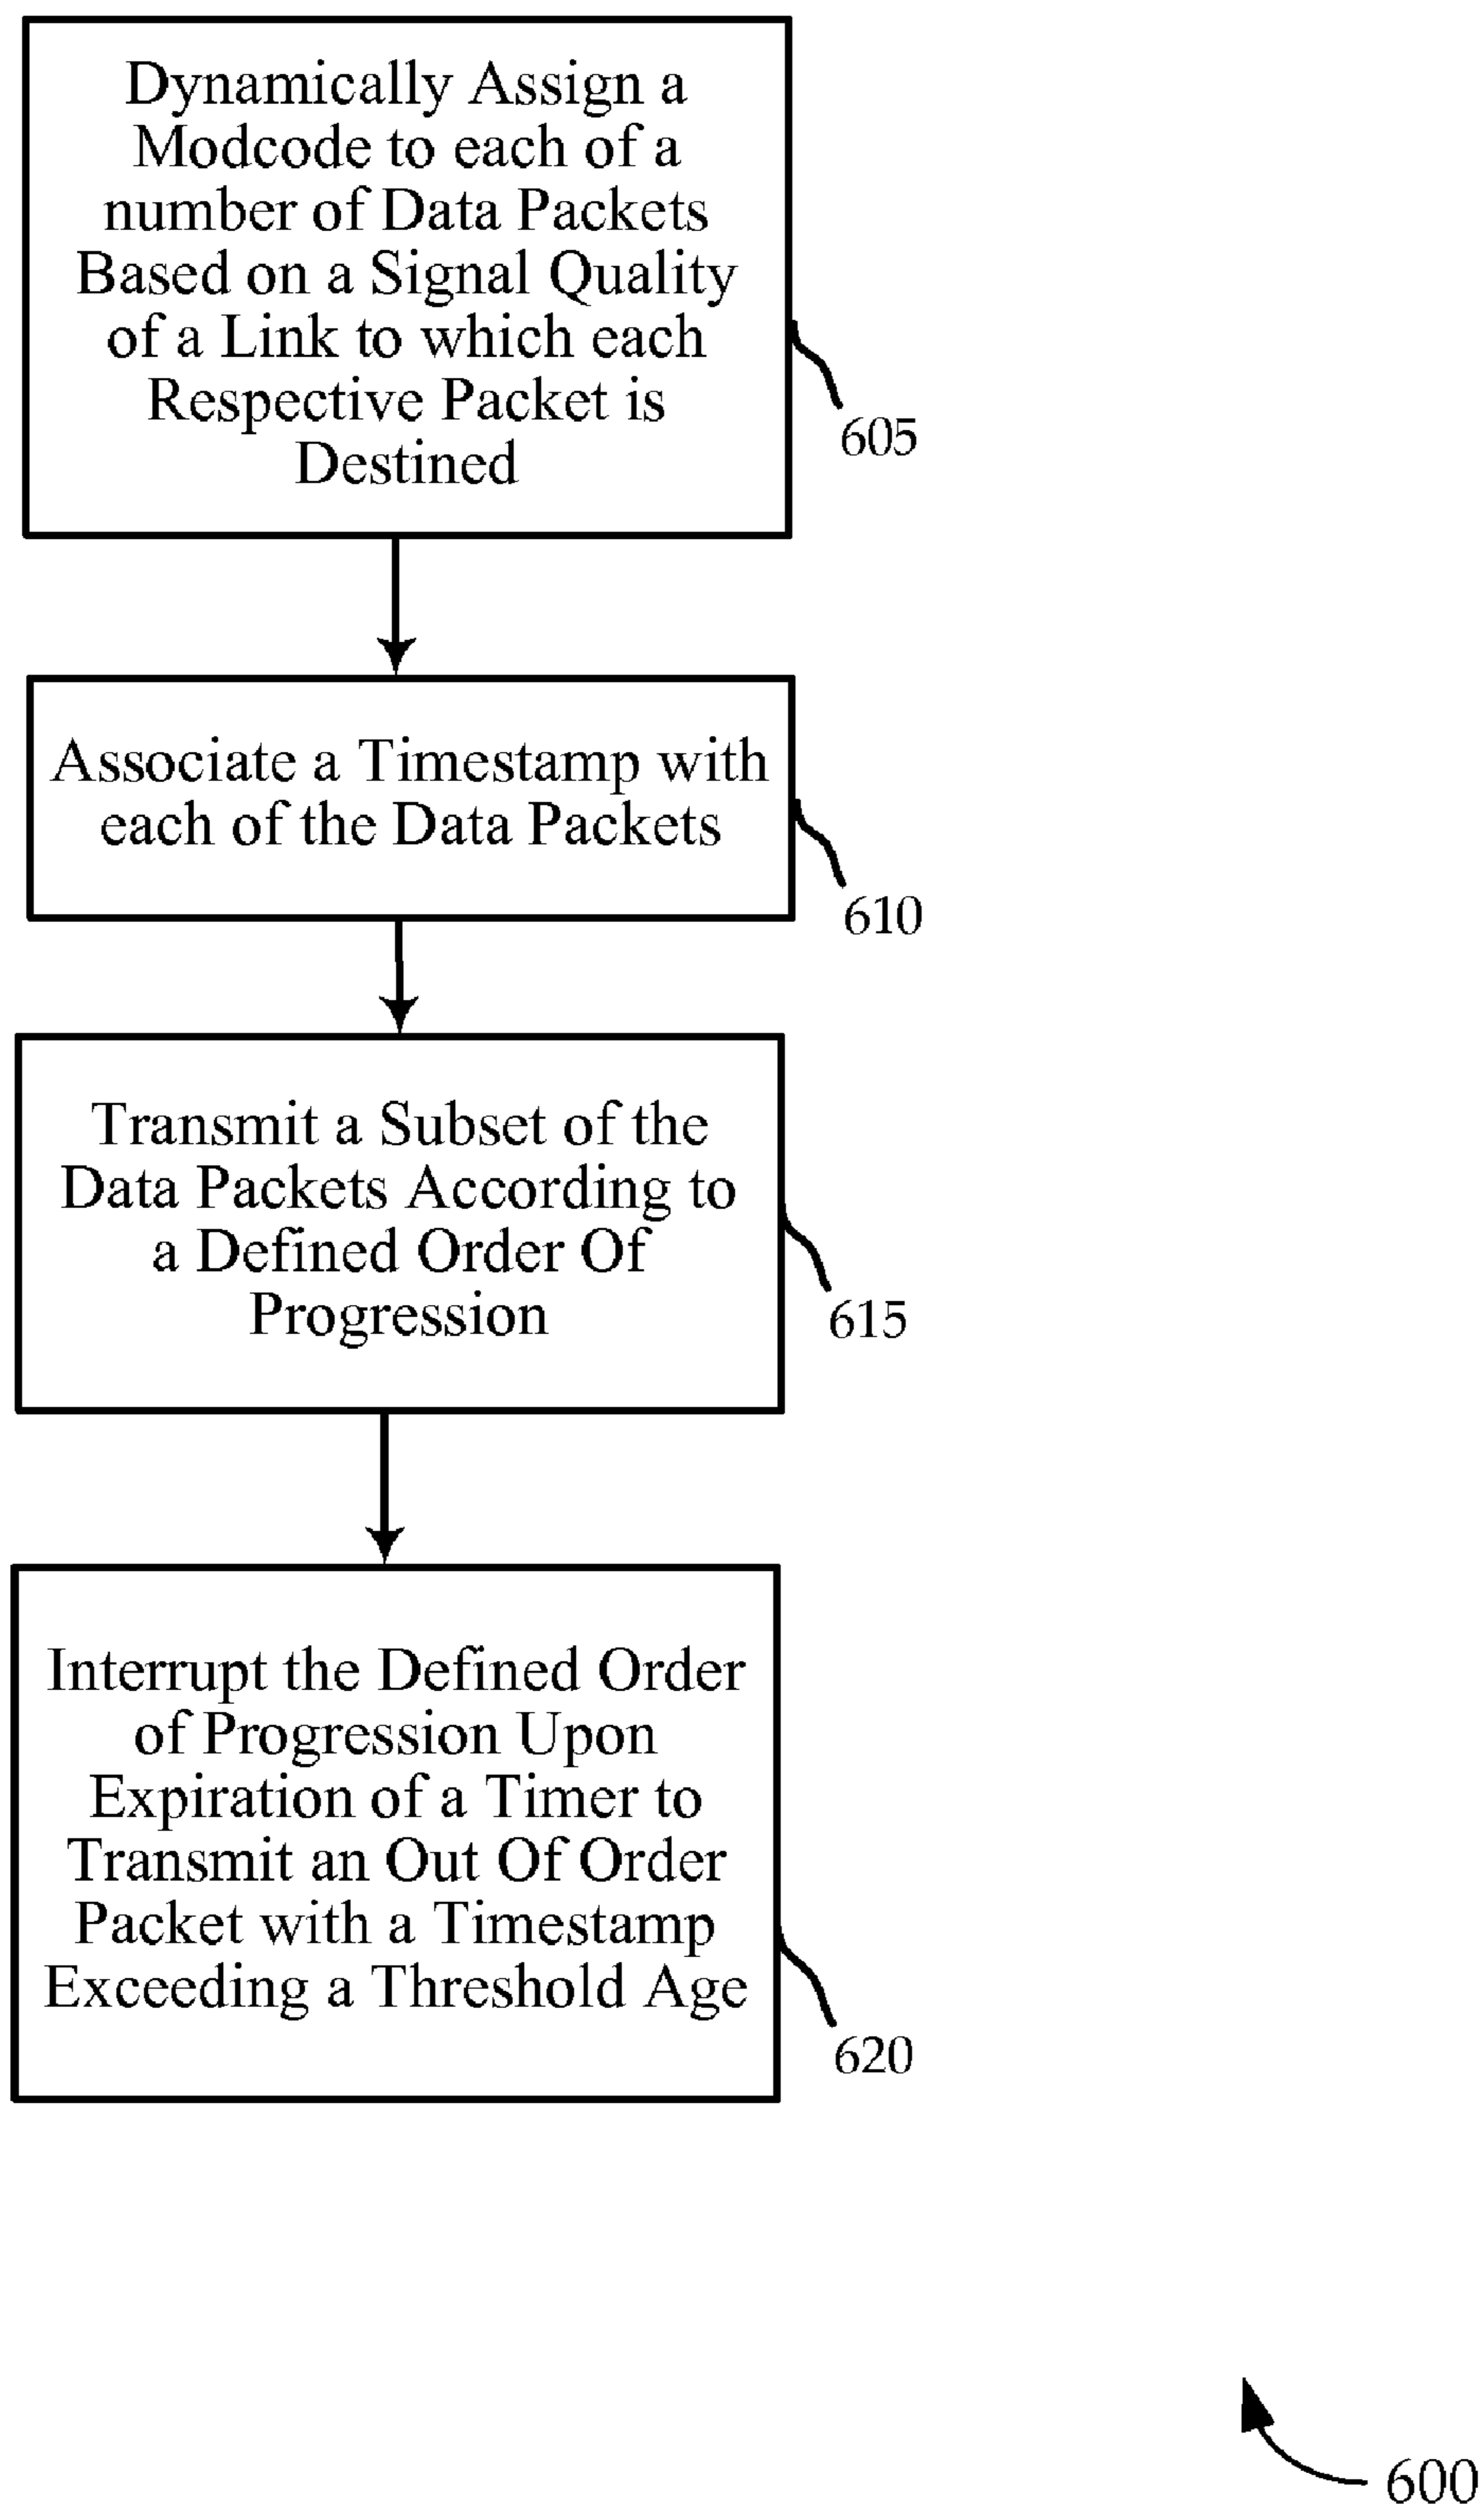 Dynamically Assign a
Modcode to each of a
number of Data Packets
Based on a Signal Quality
of a Link to which each
Respective Packet is
Destined
605
Associate a Timestamp with
each of the Data Packets
610
Transmit a Subset of the
Data Packets According to
a Defined Order Of
Progression
615
Interrupt the Defined Order
of Progression Upon
Expiration of a Timer to
Transmit an Out Of Order
Packet with a Timestamp
Exceeding a Threshold Age
620
600